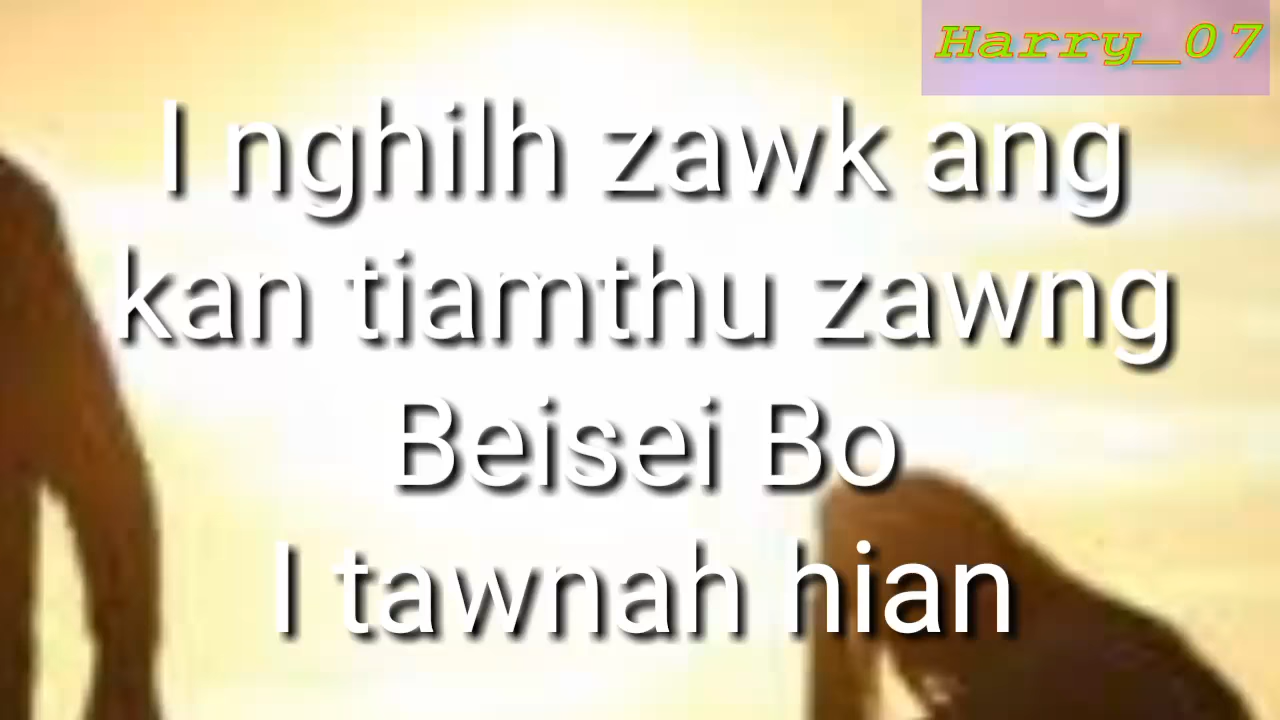 Harry_07
I nghilh zawk ang
kan tiamthu zawng
Beisei Bo
I tawnah hian